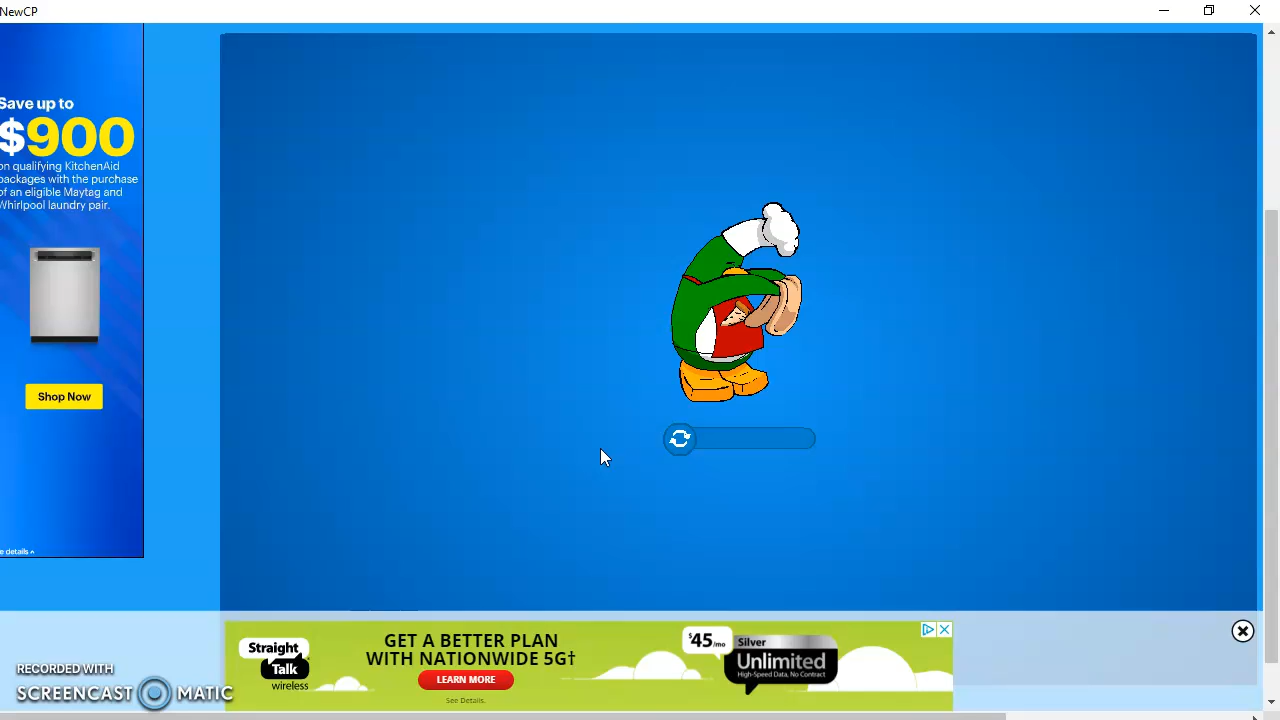 NewCP
Save up to
$900
on qualifying KitchenAid
packages with the purchase
of an eligible Maytag and
Whirlpool laundry pair.
Shop Now
e details ^
Straight
Talk
wireless
GET A BETTER PLAN
WITH NATIONWIDE 5G†
LEARN MORE
See Details.
$45/mo
Silver
Unlimited
High-Speed Data, No Contract
RECORDED WITH
SCREENCAST MATIC